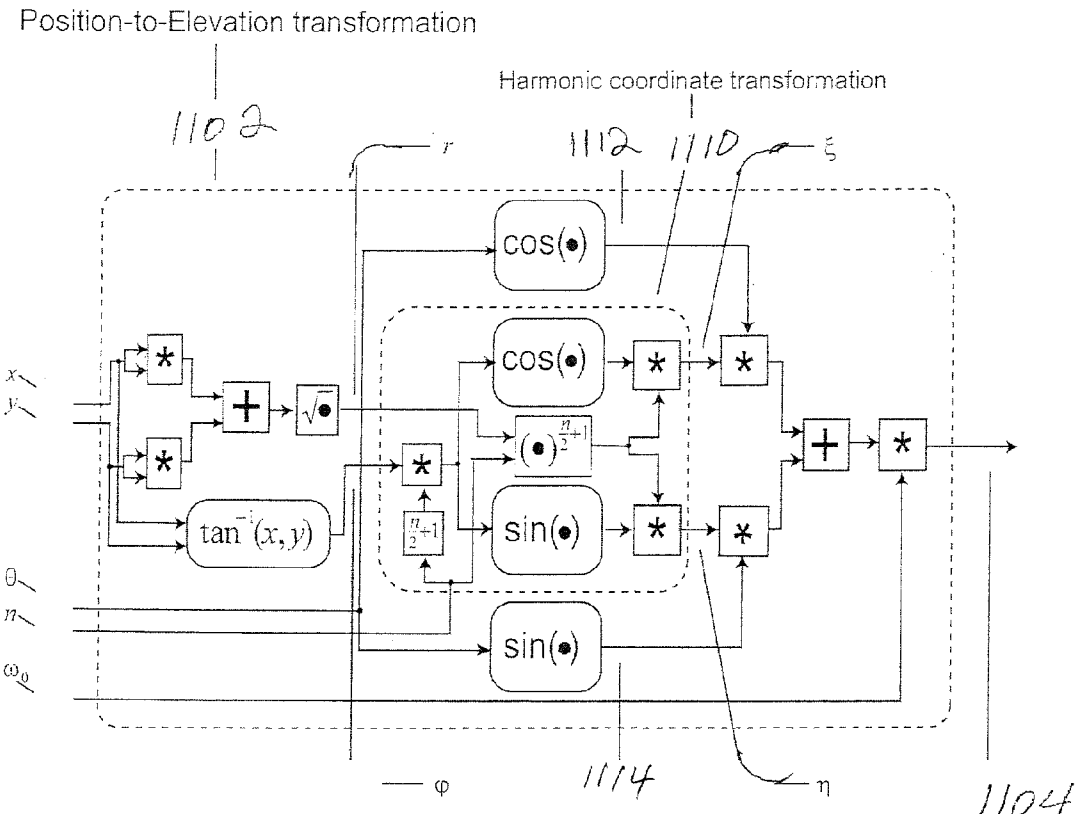 Position-to-Elevation transformation
Harmonic coordinate transformation
1102
r
1112
1110
ξ
cos(•)
cos(•)
*
*
*
x
y
+
√•
(•)^{n/2+1}
*
+
*
*
tan⁻¹(x, y)
n/2+1
sin(•)
*
*
θ
n
sin(•)
ω₀
φ
1114
η
1104